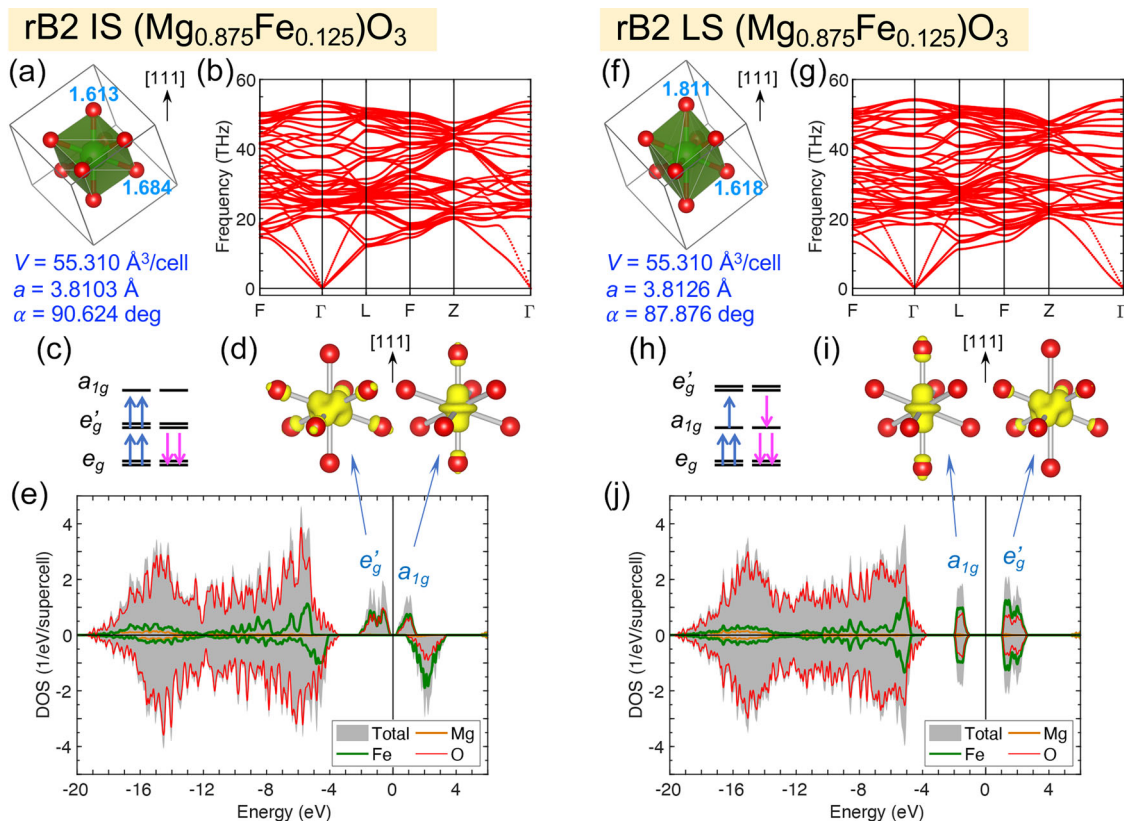 rB2 IS (Mg0.875Fe0.125)O3
rB2 LS (Mg0.875Fe0.125)O3
(a)
1.613
[111]
1.684
V = 55.310 Å3/cell
a = 3.8103 Å
α = 90.624 deg
(b)
Frequency (THz)
60
40
20
0
F Γ L F Z Γ
(f)
1.811
[111]
1.618
V = 55.310 Å3/cell
a = 3.8126 Å
α = 87.876 deg
(g)
Frequency (THz)
60
40
20
0
F Γ L F Z Γ
(c)
a1g
e′g
eg
(d)
[111]
(h)
e′g
a1g
eg
(i)
[111]
(e)
DOS (1/eV/supercell)
4
2
0
-2
-4
e′g
a1g
Total Mg
Fe O
-20 -16 -12 -8 -4 0 4
Energy (eV)
(j)
DOS (1/eV/supercell)
4
2
0
-2
-4
a1g
e′g
Total Mg
Fe O
-20 -16 -12 -8 -4 0 4
Energy (eV)